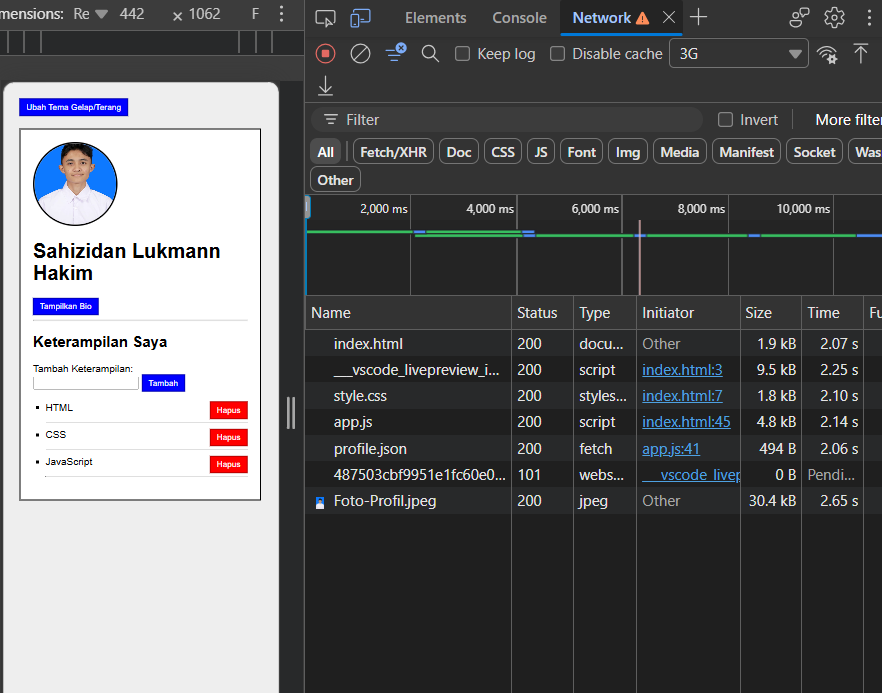 mensions: Re 442 × 1062 F
Ubah Tema Gelap/Terang
Sahizidan Lukmann
Hakim
Tampilkan Bio
Keterampilan Saya
Tambah Keterampilan:
Tambah
HTML Hapus
CSS Hapus
JavaScript Hapus
Elements Console Network
Keep log Disable cache 3G
Filter Invert More filter
All Fetch/XHR Doc CSS JS Font Img Media Manifest Socket Was
Other
2,000 ms 4,000 ms 6,000 ms 8,000 ms 10,000 ms
Name Status Type Initiator Size Time Fu
index.html 200 docu... Other 1.9 kB 2.07 s
___vscode_livepreview_i... 200 script index.html:3 9.5 kB 2.25 s
style.css 200 styles... index.html:7 1.8 kB 2.10 s
app.js 200 script index.html:45 4.8 kB 2.14 s
profile.json 200 fetch app.js:41 494 B 2.06 s
487503cbf9951e1fc60e0... 101 webs... ___vscode_livep 0 B Pendi...
Foto-Profil.jpeg 200 jpeg Other 30.4 kB 2.65 s